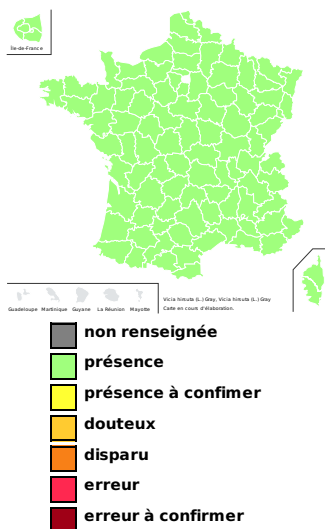 Île-de-France
Guadeloupe Martinique Guyane La Réunion Mayotte
Vicia hirsuta (L.) Gray, Vicia hirsuta (L.) Gray
Carte en cours d'élaboration.
non renseignée
présence
présence à confimer
douteux
disparu
erreur
erreur à confirmer